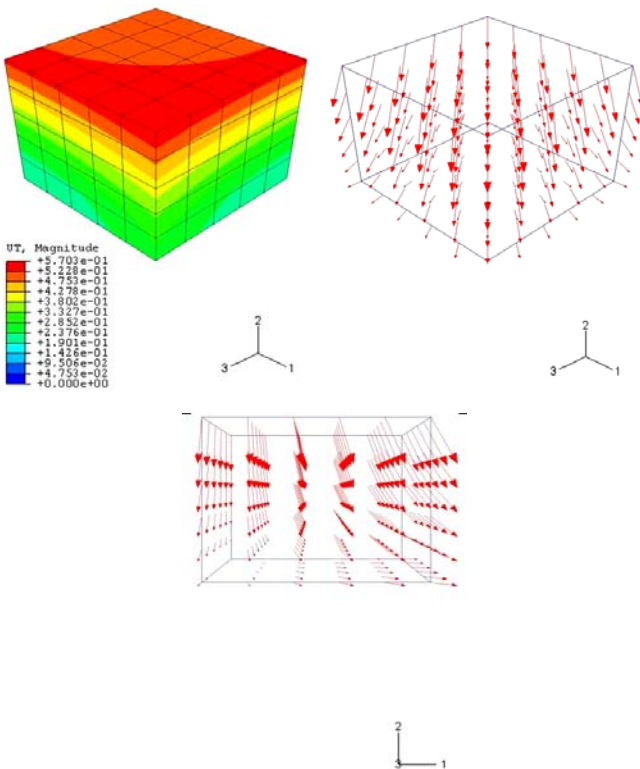 UT, Magnitude
+5.703e-01
+5.228e-01
+4.753e-01
+4.278e-01
+3.802e-01
+3.327e-01
+2.852e-01
+2.376e-01
+1.901e-01
+1.426e-01
+9.506e-02
+4.753e-02
+0.000e+00
2
3
1
2
3
1
2
3
1